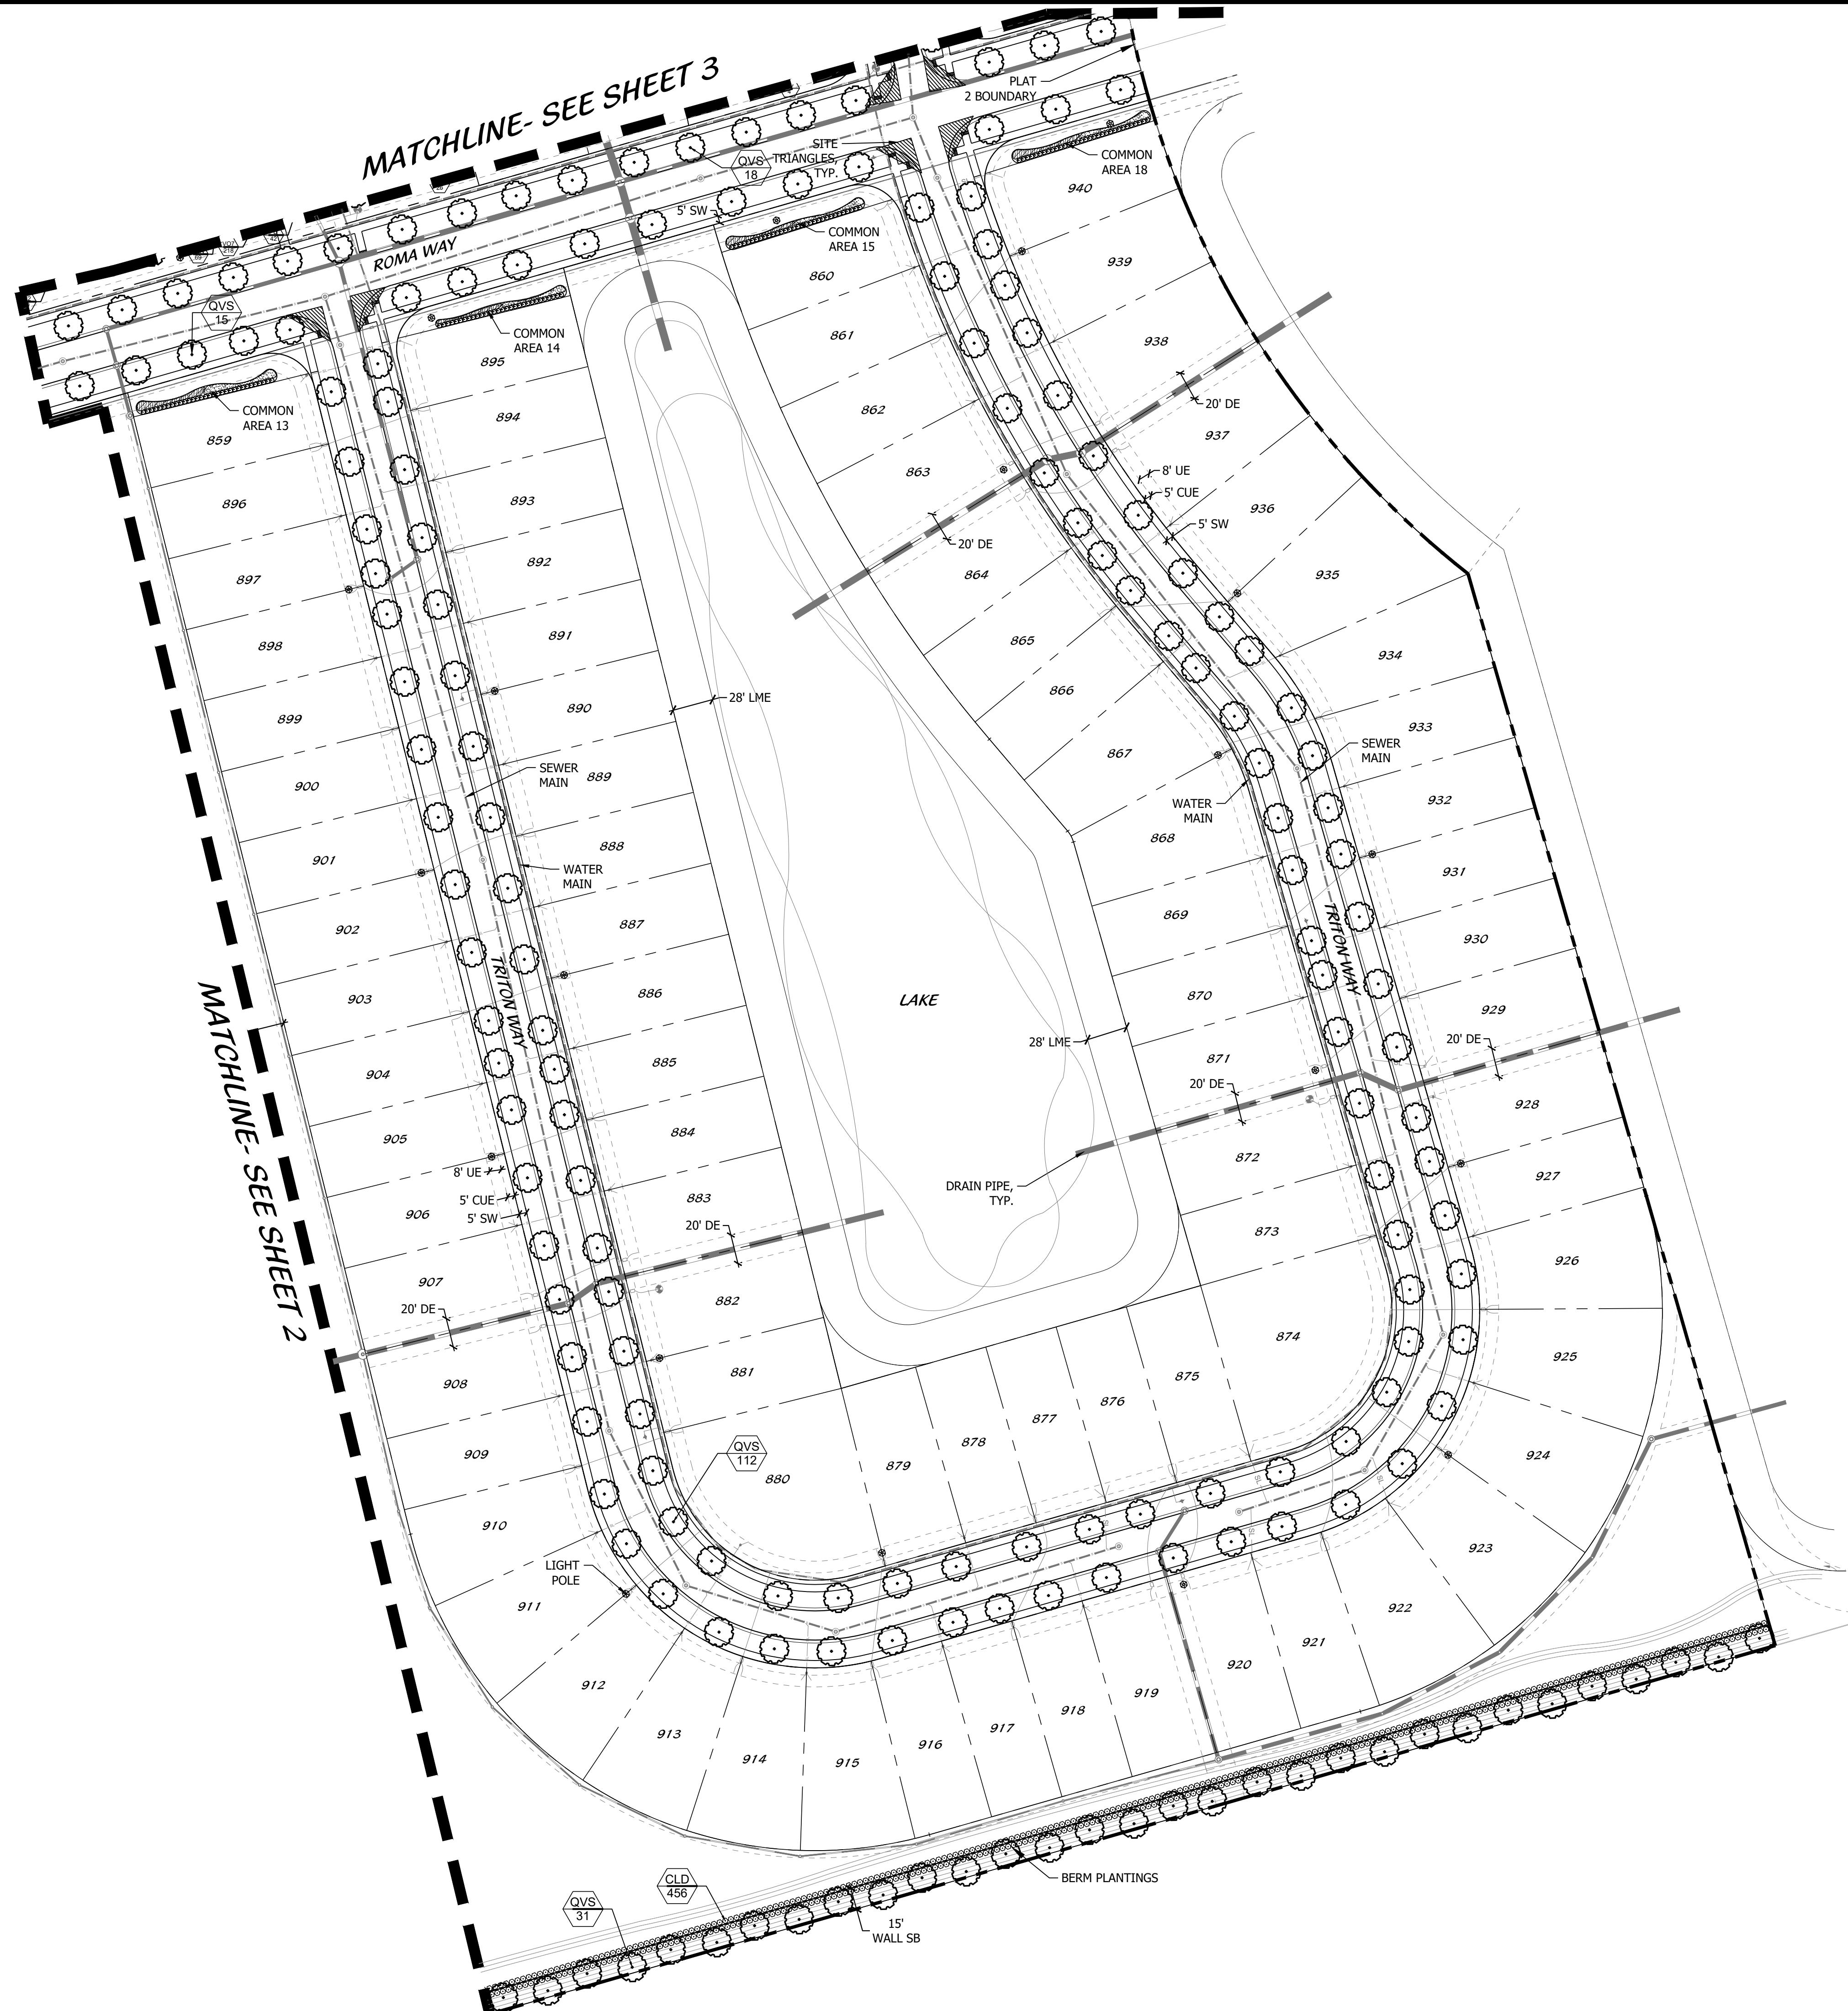 MATCHLINE- SEE SHEET 3
PLAT
2 BOUNDARY
SITE
TRIANGLES,
TYP.
QVS
18
COMMON
AREA 18
5' SW
COMMON
AREA 15
ROMA WAY
QVS
15
COMMON
AREA 14
COMMON
AREA 13
940
939
938
937
936
935
934
933
932
931
930
929
928
927
926
925
924
923
922
921
920
919
918
917
916
915
914
913
912
911
910
909
908
907
906
905
904
903
902
901
900
899
898
897
896
859
895
894
893
892
891
890
889
888
887
886
885
884
883
882
881
880
879
878
877
876
875
874
873
872
871
870
869
868
867
866
865
864
863
862
861
860
20' DE
8' UE
5' CUE
5' SW
20' DE
28' LME
SEWER
MAIN
WATER
MAIN
SEWER
MAIN
WATER
MAIN
TRITON WAY
TRITON WAY
LAKE
28' LME
20' DE
20' DE
DRAIN PIPE,
TYP.
MATCHLINE- SEE SHEET 2
8' UE
5' CUE
5' SW
20' DE
20' DE
QVS
112
LIGHT
POLE
BERM PLANTINGS
CLD
456
QVS
31
15'
WALL SB